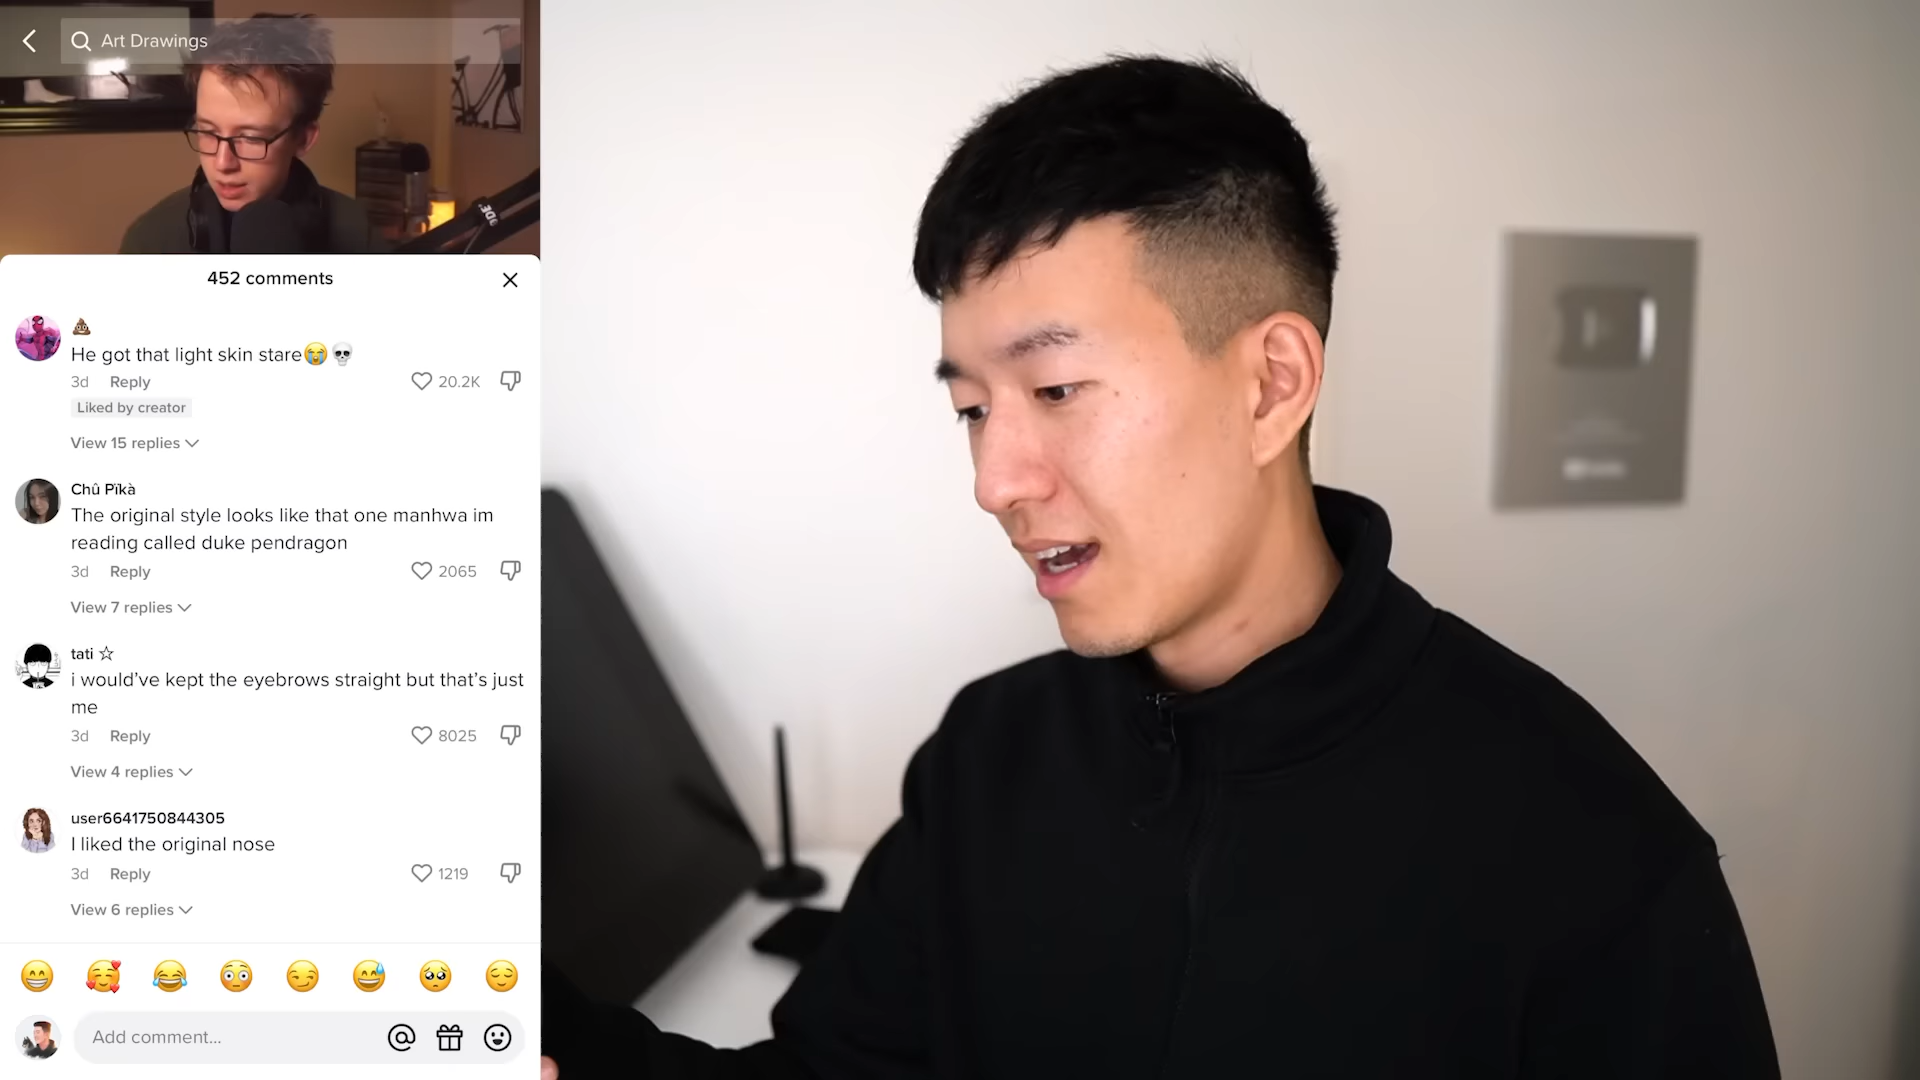 Art Drawings
452 comments
💩
He got that light skin stare😭💀
3d Reply 20.2K
Liked by creator
View 15 replies
Chû Pïkà
The original style looks like that one manhwa im
reading called duke pendragon
3d Reply 2065
View 7 replies
tati ☆
i would’ve kept the eyebrows straight but that’s just
me
3d Reply 8025
View 4 replies
user6641750844305
I liked the original nose
3d Reply 1219
View 6 replies
Add comment...